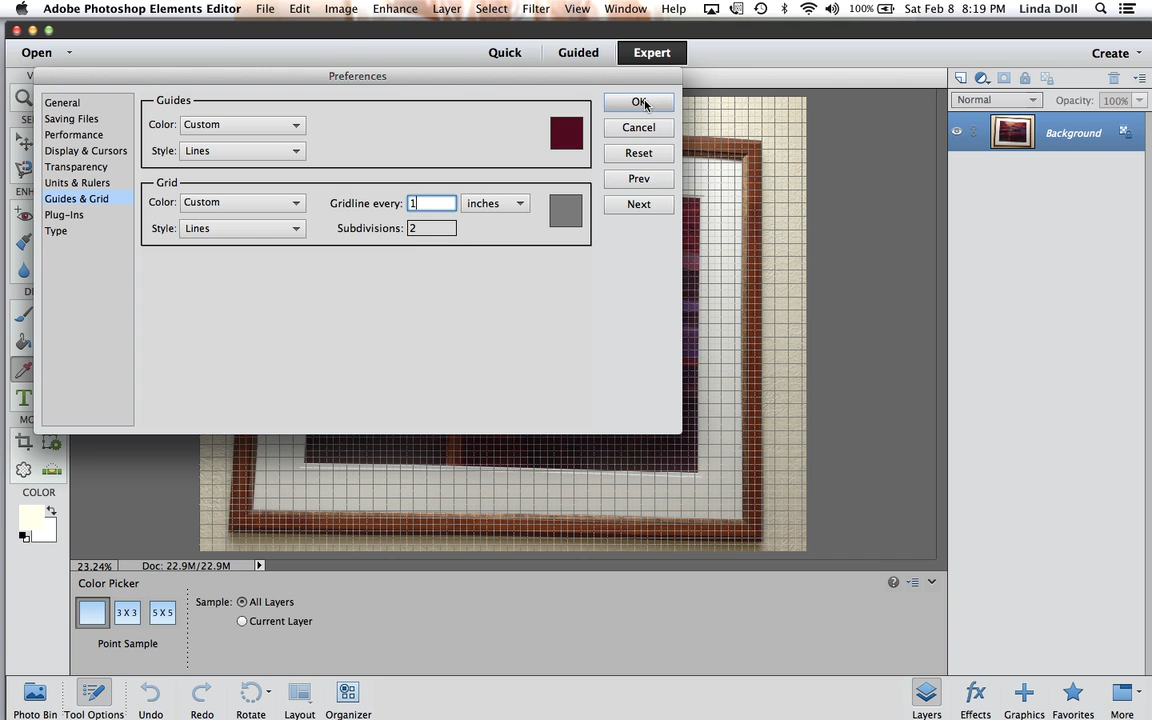 Adobe Photoshop Elements Editor File Edit Image Enhance Layer Select Filter View Window Help 100% Sat Feb 8 8:19 PM Linda Doll
Open Quick Guided Expert Create
Preferences
General
Saving Files
Performance
Display & Cursors
Transparency
Units & Rulers
Guides & Grid
Plug-Ins
Type
Guides
Color: Custom
Style: Lines
Grid
Color: Custom Gridline every: 1 inches
Style: Lines Subdivisions: 2
OK
Cancel
Reset
Prev
Next
Normal Opacity: 100%
Background
T
COLOR
23.24% Doc: 22.9M/22.9M
Color Picker
3 X 3 5 X 5
Point Sample
Sample: All Layers
Current Layer
Photo Bin Tool Options Undo Redo Rotate Layout Organizer Layers Effects Graphics Favorites More